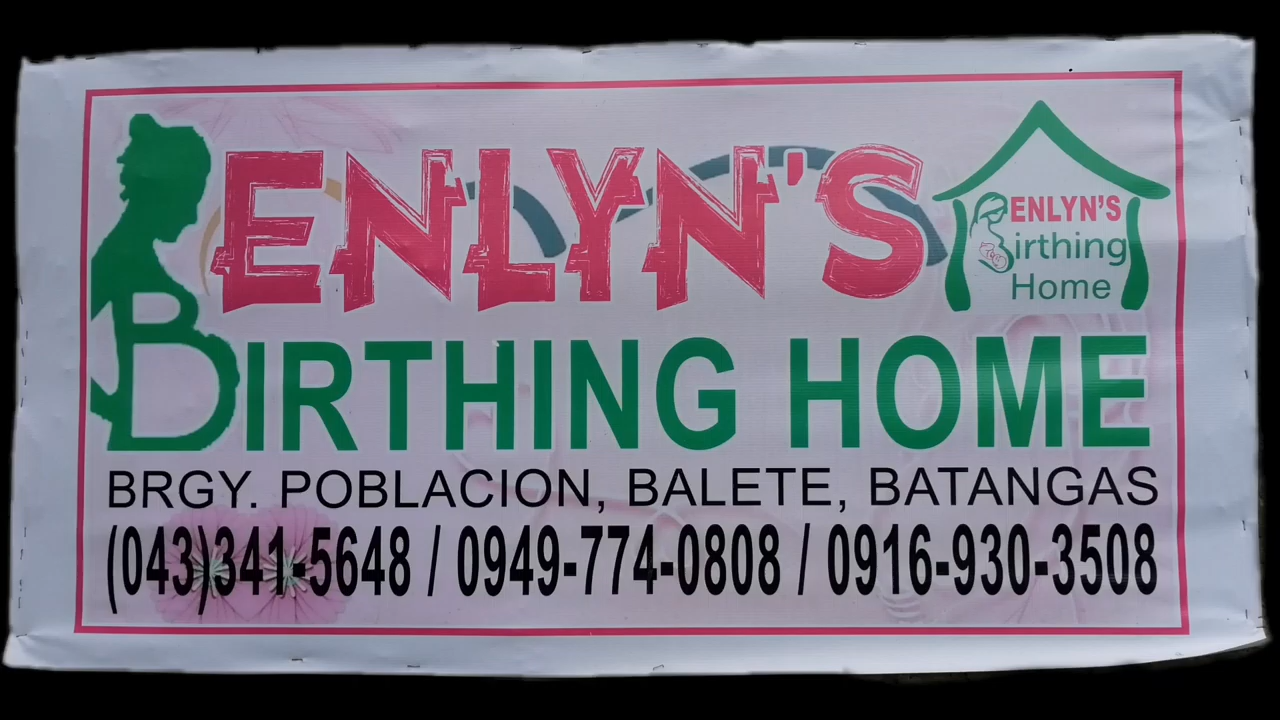 ENLYN'S
BIRTHING HOME
BRGY. POBLACION, BALETE, BATANGAS
(043)341-5648 / 0949-774-0808 / 0916-930-3508
ENLYN'S
Birthing
Home